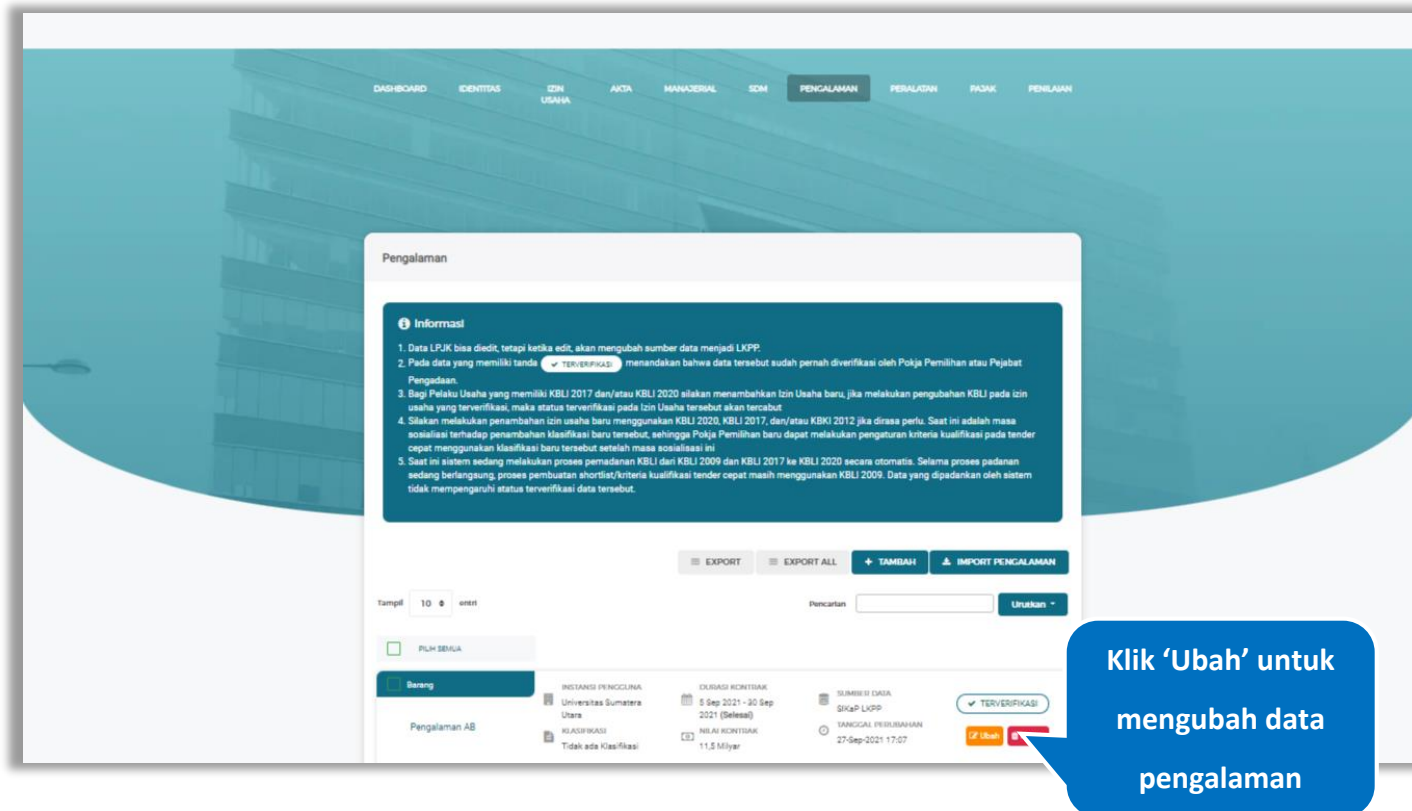 DASHBOARD IDENTITAS IZIN USAHA AKTA MANAJERIAL SDM PENGALAMAN PERALATAN PAJAK PENILAIAN
Pengalaman
Informasi
1. Data LPJK bisa diedit, tetapi ketika edit, akan mengubah sumber data menjadi LKPP.
2. Pada data yang memiliki tanda TERVERIFIKASI menandakan bahwa data tersebut sudah pernah diverifikasi oleh Pokja Pemilihan atau Pejabat
Pengadaan.
3. Bagi Pelaku Usaha yang memiliki KBLI 2017 dan/atau KBLI 2020 silakan menambahkan Izin Usaha baru, jika melakukan pengubahan KBLI pada izin
usaha yang terverifikasi, maka status terverifikasi pada Izin Usaha tersebut akan tercabut
4. Silakan melakukan penambahan izin usaha baru menggunakan KBLI 2020, KBLI 2017, dan/atau KBKI 2012 jika dirasa perlu. Saat ini adalah masa
sosialiasi terhadap penambahan klasifikasi baru tersebut, sehingga Pokja Pemilihan baru dapat melakukan pengaturan kriteria kualifikasi pada tender
cepat menggunakan klasifikasi baru tersebut setelah masa sosialisasi ini
5. Saat ini sistem sedang melakukan proses pemadanan KBLI dari KBLI 2009 dan KBLI 2017 ke KBLI 2020 secara otomatis. Selama proses padanan
sedang berlangsung, proses pembuatan shortlist/kriteria kualifikasi tender cepat masih menggunakan KBLI 2009. Data yang dipadankan oleh sistem
tidak mempengaruhi status terverifikasi data tersebut.
EXPORT EXPORT ALL + TAMBAH IMPORT PENGALAMAN
Tampil 10 entri Pencarian Urutkan
PILIH SEMUA
Barang
Pengalaman AB
INSTANSI PENGGUNA
Universitas Sumatera
Utara
KLASIFIKASI
Tidak ada Klasifikasi
DURASI KONTRAK
5 Sep 2021 - 30 Sep
2021 (Selesai)
NILAI KONTRAK
11,5 Milyar
SUMBER DATA
SIKaP LKPP
TANGGAL PERUBAHAN
27-Sep-2021 17:07
TERVERIFIKASI
Ubah
Klik ‘Ubah’ untuk
mengubah data
pengalaman